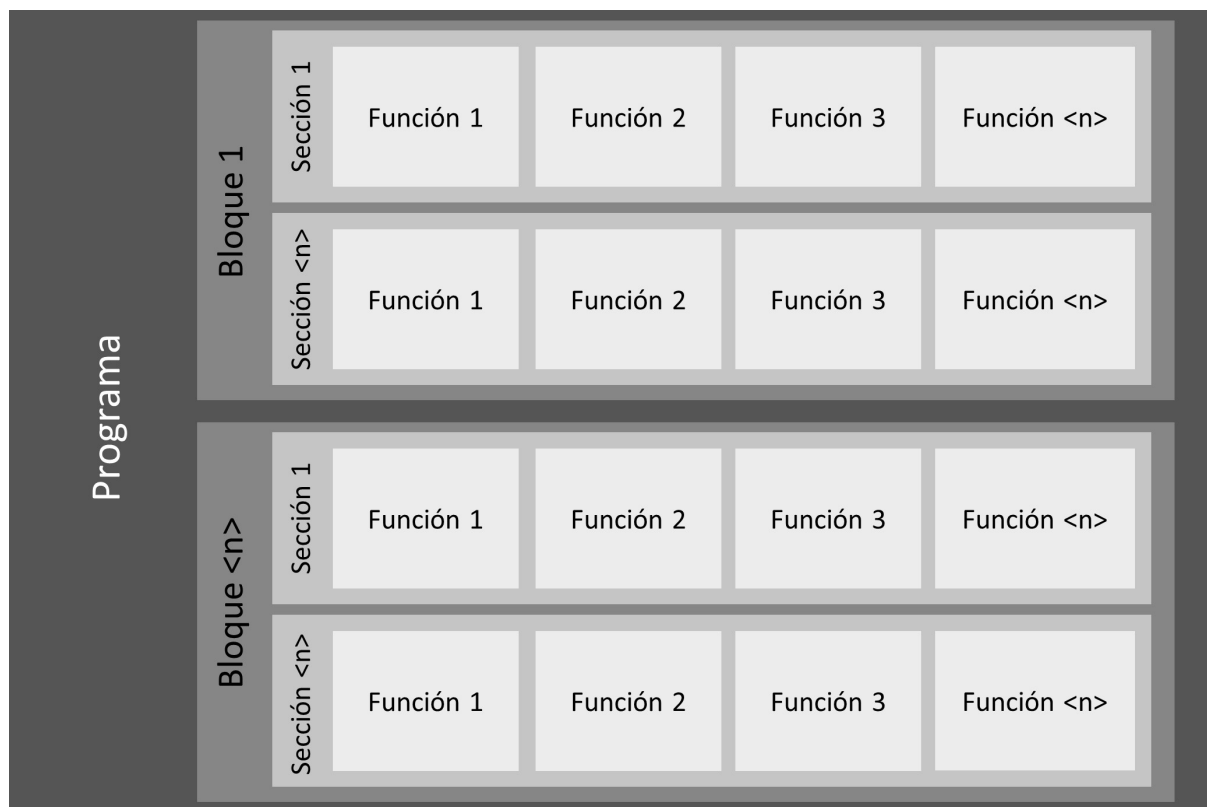 Programa
Bloque 1
Sección 1
Función 1
Función 2
Función 3
Función <n>
Sección <n>
Función 1
Función 2
Función 3
Función <n>
Bloque <n>
Sección 1
Función 1
Función 2
Función 3
Función <n>
Sección <n>
Función 1
Función 2
Función 3
Función <n>